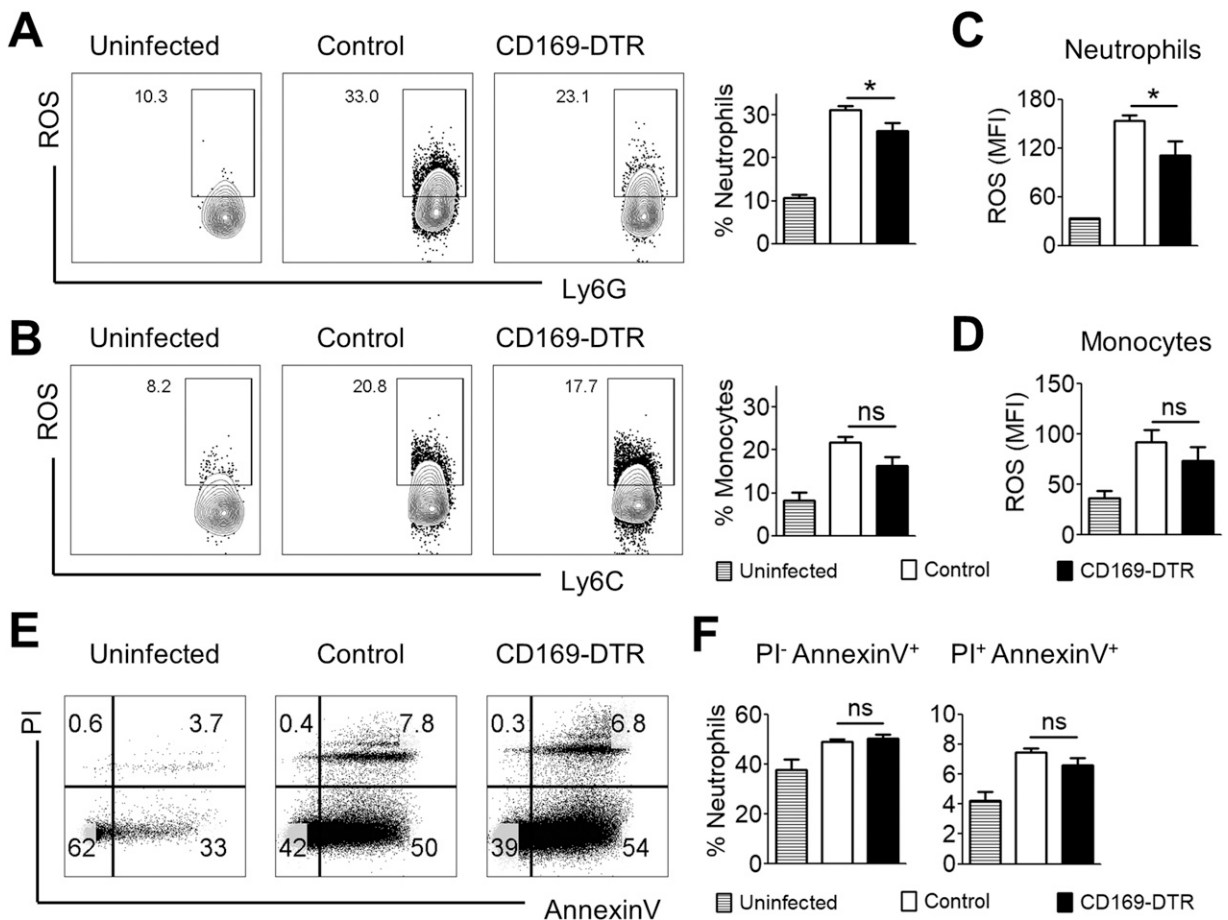 A
Uninfected
Control
CD169-DTR
ROS
10.3
33.0
23.1
Ly6G
% Neutrophils
30
20
10
0
*
C
Neutrophils
ROS (MFI)
180
120
60
0
*
B
Uninfected
Control
CD169-DTR
ROS
8.2
20.8
17.7
Ly6C
% Monocytes
30
20
10
0
ns
D
Monocytes
ROS (MFI)
150
100
50
0
ns
Uninfected Control CD169-DTR
E
Uninfected
Control
CD169-DTR
PI
0.6 3.7
62 33
0.4 7.8
42 50
0.3 6.8
39 54
AnnexinV
F
PI- AnnexinV+
% Neutrophils
60
40
20
0
ns
PI+ AnnexinV+
10
8
6
4
2
0
ns
Uninfected Control CD169-DTR